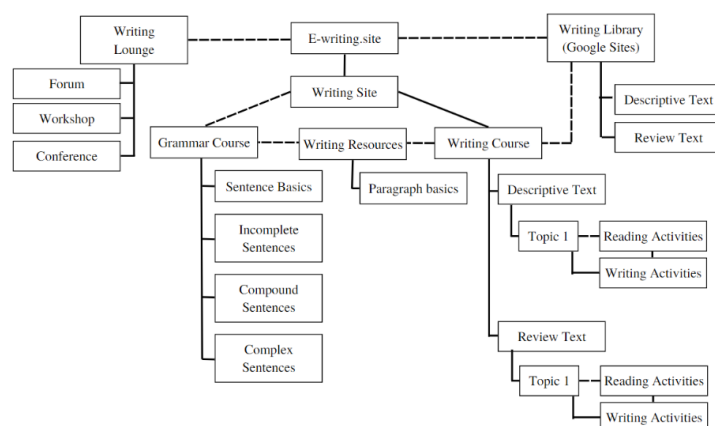 Writing
Lounge
E-writing.site
Writing Library
(Google Sites)
Forum
Workshop
Conference
Writing Site
Descriptive Text
Review Text
Grammar Course
Writing Resources
Writing Course
Sentence Basics
Paragraph basics
Descriptive Text
Incomplete
Sentences
Topic 1
Reading Activities
Writing Activities
Compound
Sentences
Review Text
Complex
Sentences
Topic 1
Reading Activities
Writing Activities